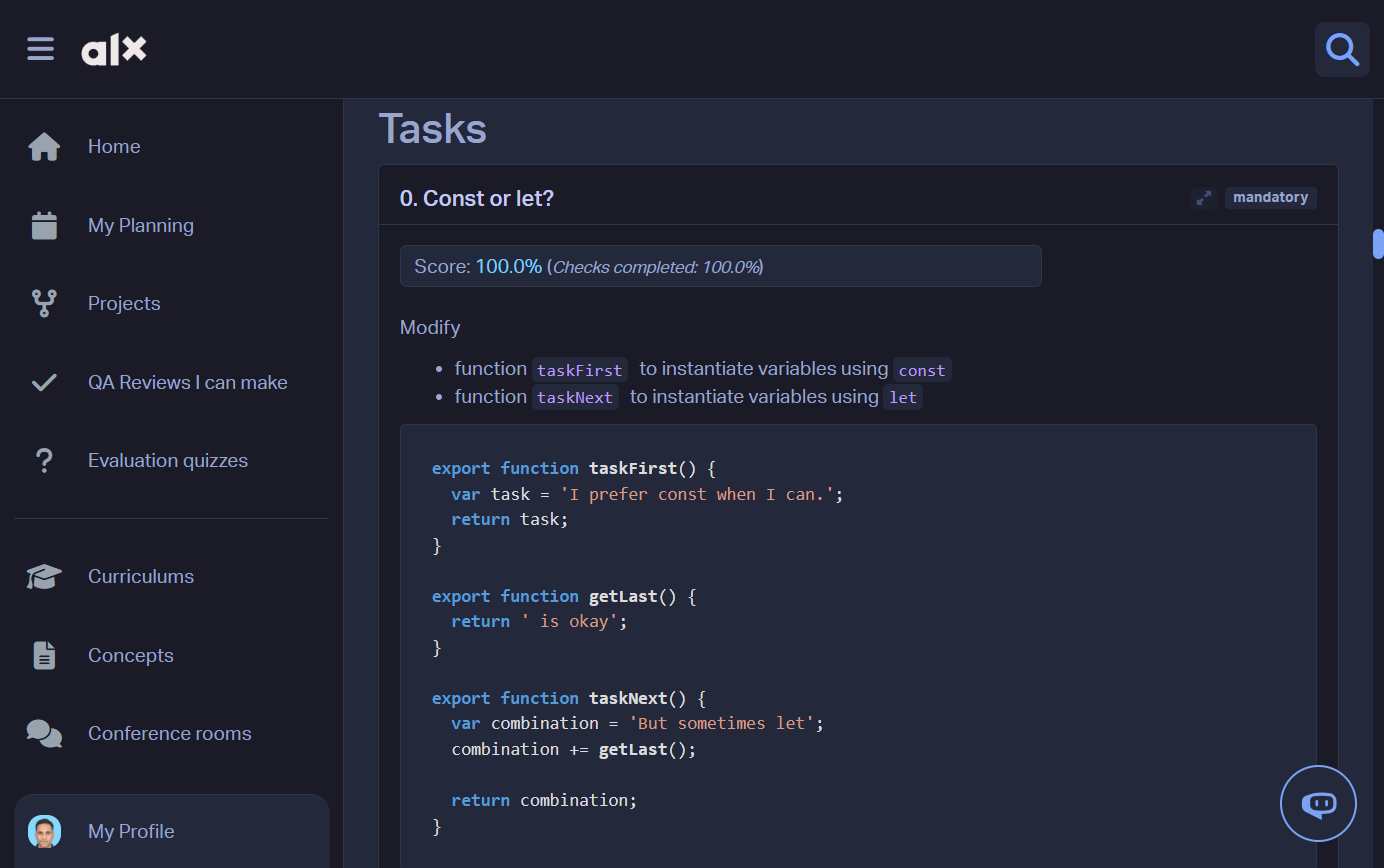 alx
Home
My Planning
Projects
QA Reviews I can make
Evaluation quizzes
Curriculums
Concepts
Conference rooms
My Profile
Tasks
0. Const or let?
mandatory
Score: 100.0% (Checks completed: 100.0%)
Modify
• function taskFirst to instantiate variables using const
• function taskNext to instantiate variables using let
export function taskFirst() {
  var task = 'I prefer const when I can.';
  return task;
}
export function getLast() {
  return ' is okay';
}
export function taskNext() {
  var combination = 'But sometimes let';
  combination += getLast();
  return combination;
}